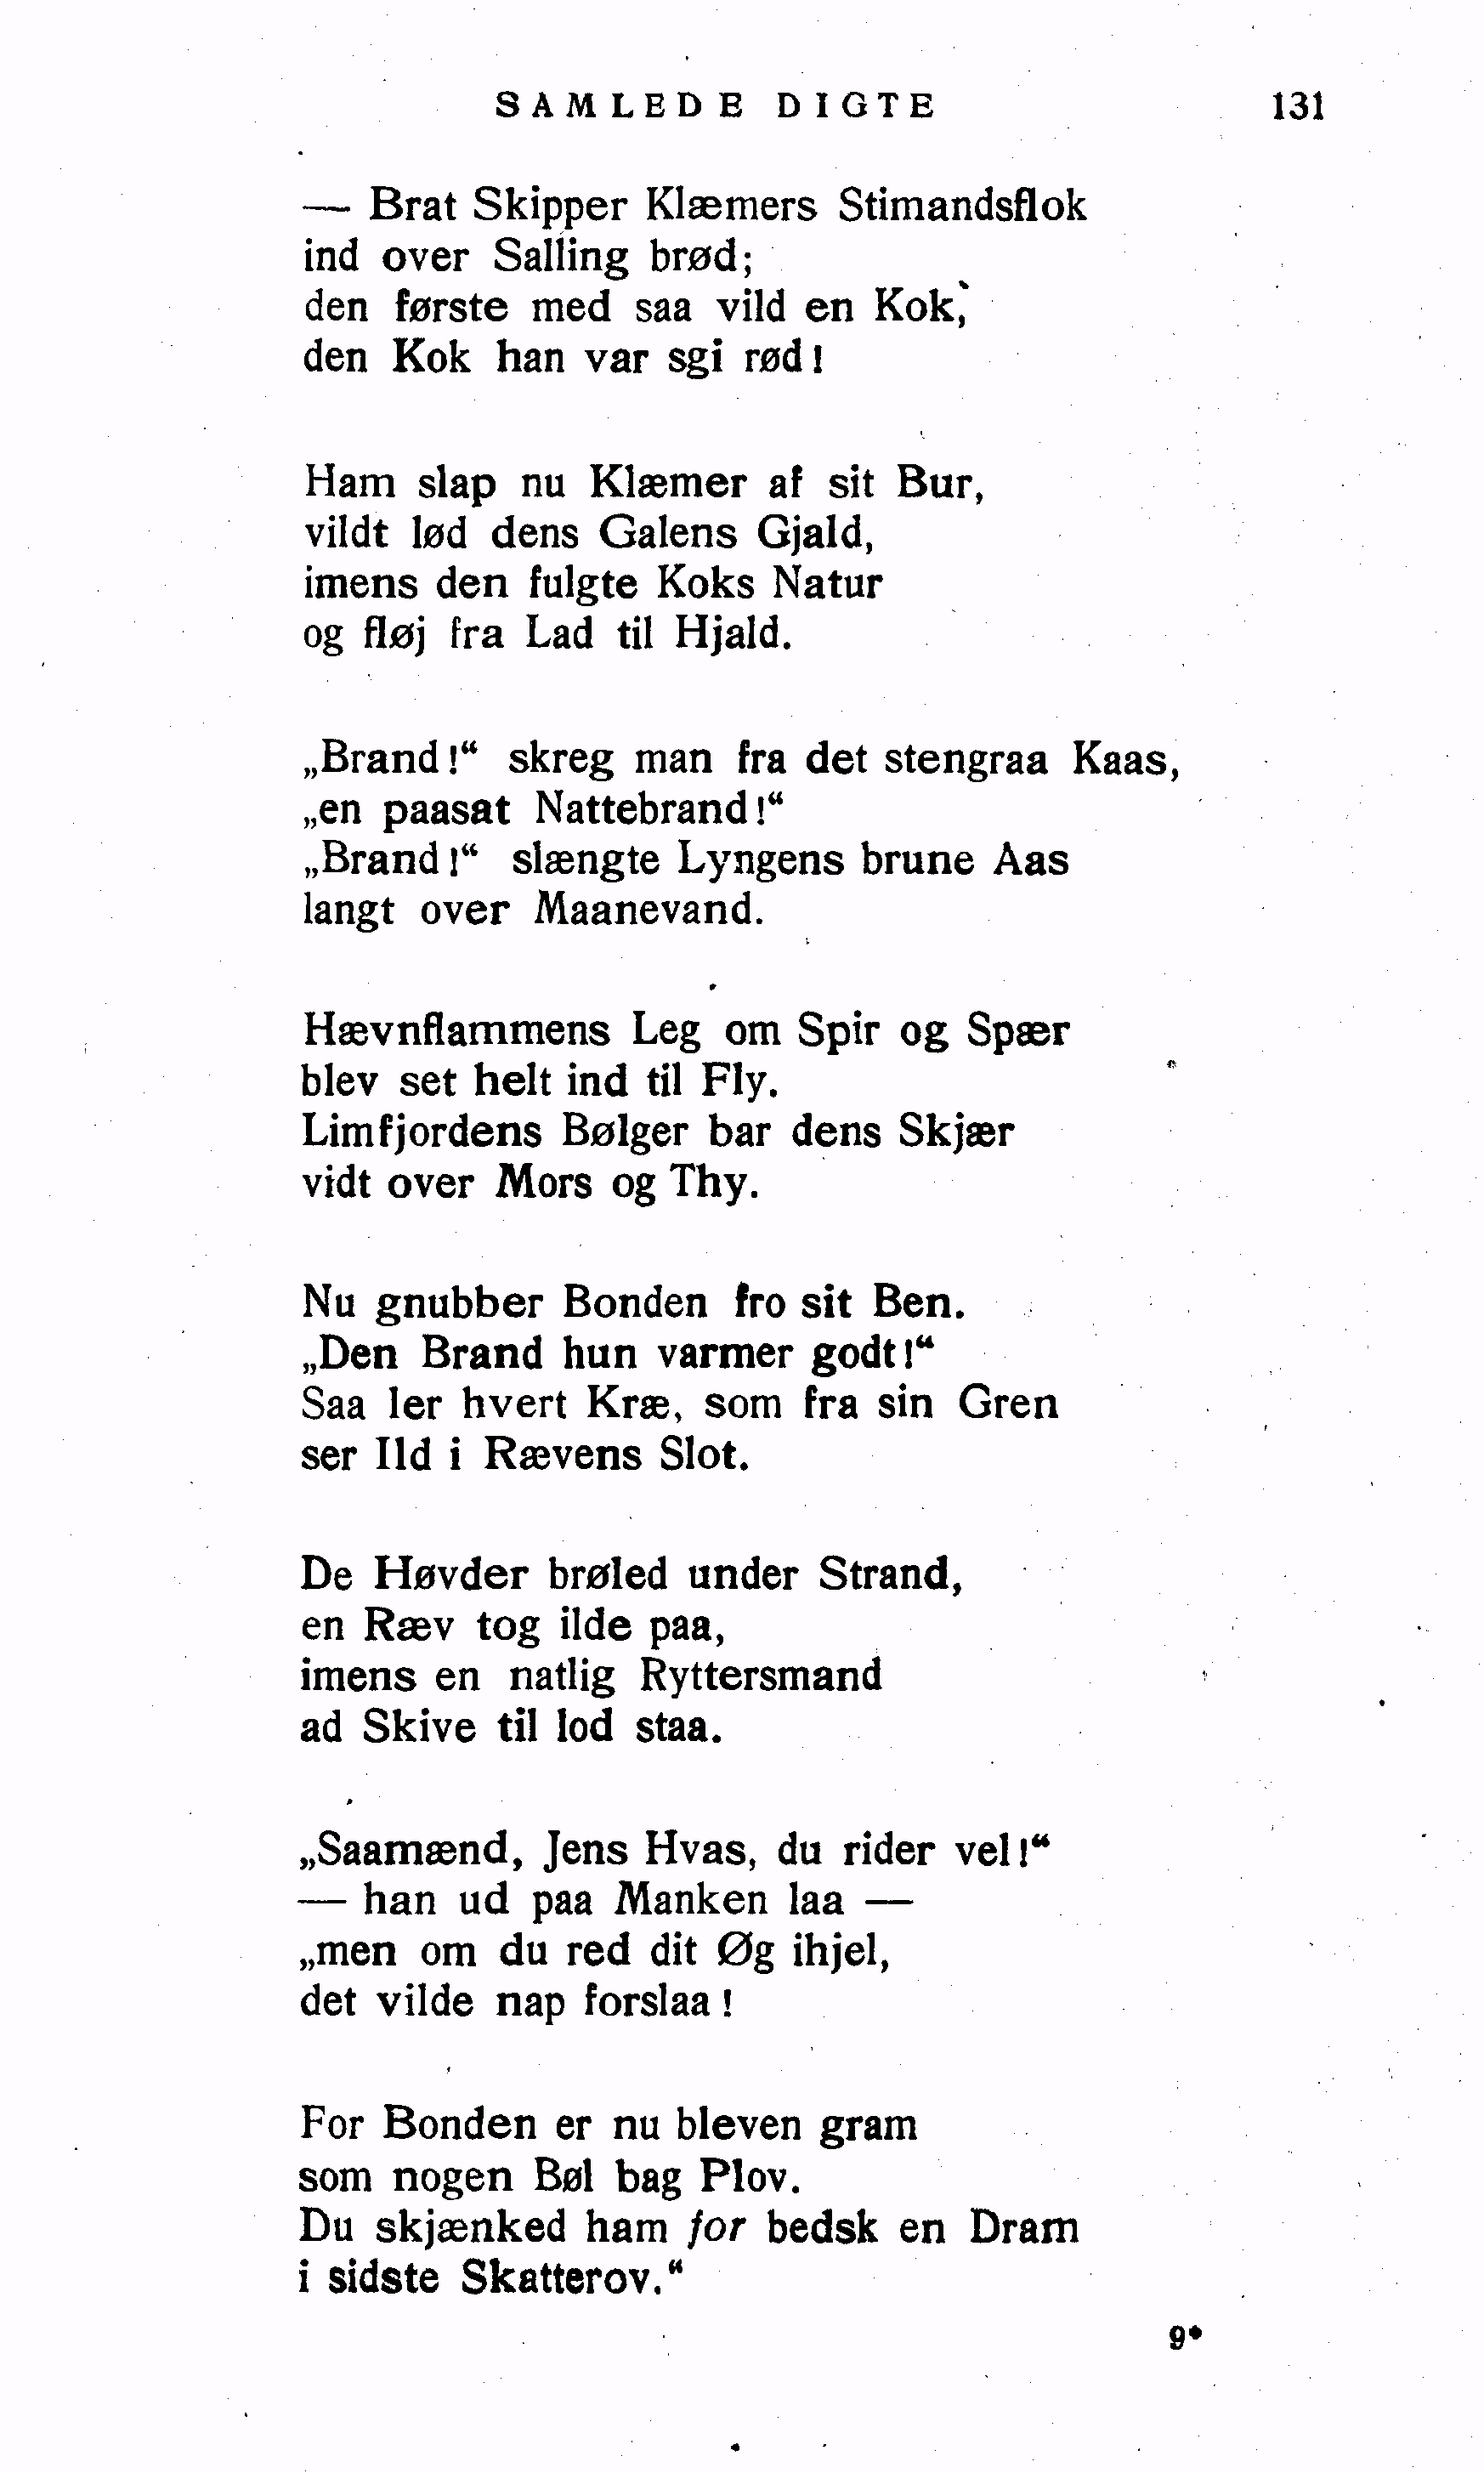 SAMLEDE DIGTE 131
— Brat Skipper Klæmers Stimandsflok
ind over Salling brød;
den første med saa vild en Kok,
den Kok han var sgi rød!
Ham slap nu Klæmer af sit Bur,
vildt lød dens Galens Gjald,
imens den fulgte Koks Natur
og fløj fra Lad til Hjald.
„Brand!“ skreg man fra det stengraa Kaas,
„en paasat Nattebrand!“
„Brand!“ slængte Lyngens brune Aas
langt over Maanevand.
Hævnflammens Leg om Spir og Spær
blev set helt ind til Fly.
Limfjordens Bølger bar dens Skjær
vidt over Mors og Thy.
Nu gnubber Bonden fro sit Ben.
„Den Brand hun varmer godt!“
Saa ler hvert Kræ, som fra sin Gren
ser Ild i Rævens Slot.
De Høvder brøled under Strand,
en Ræv tog ilde paa,
imens en natlig Ryttersmand
ad Skive til lod staa.
„Saamænd, Jens Hvas, du rider vel!“
— han ud paa Manken laa —
„men om du red dit Øg ihjel,
det vilde nap forslaa!
For Bonden er nu bleven gram
som nogen Bøl bag Plov.
Du skjænked ham for bedsk en Dram
i sidste Skatterov.“
9*